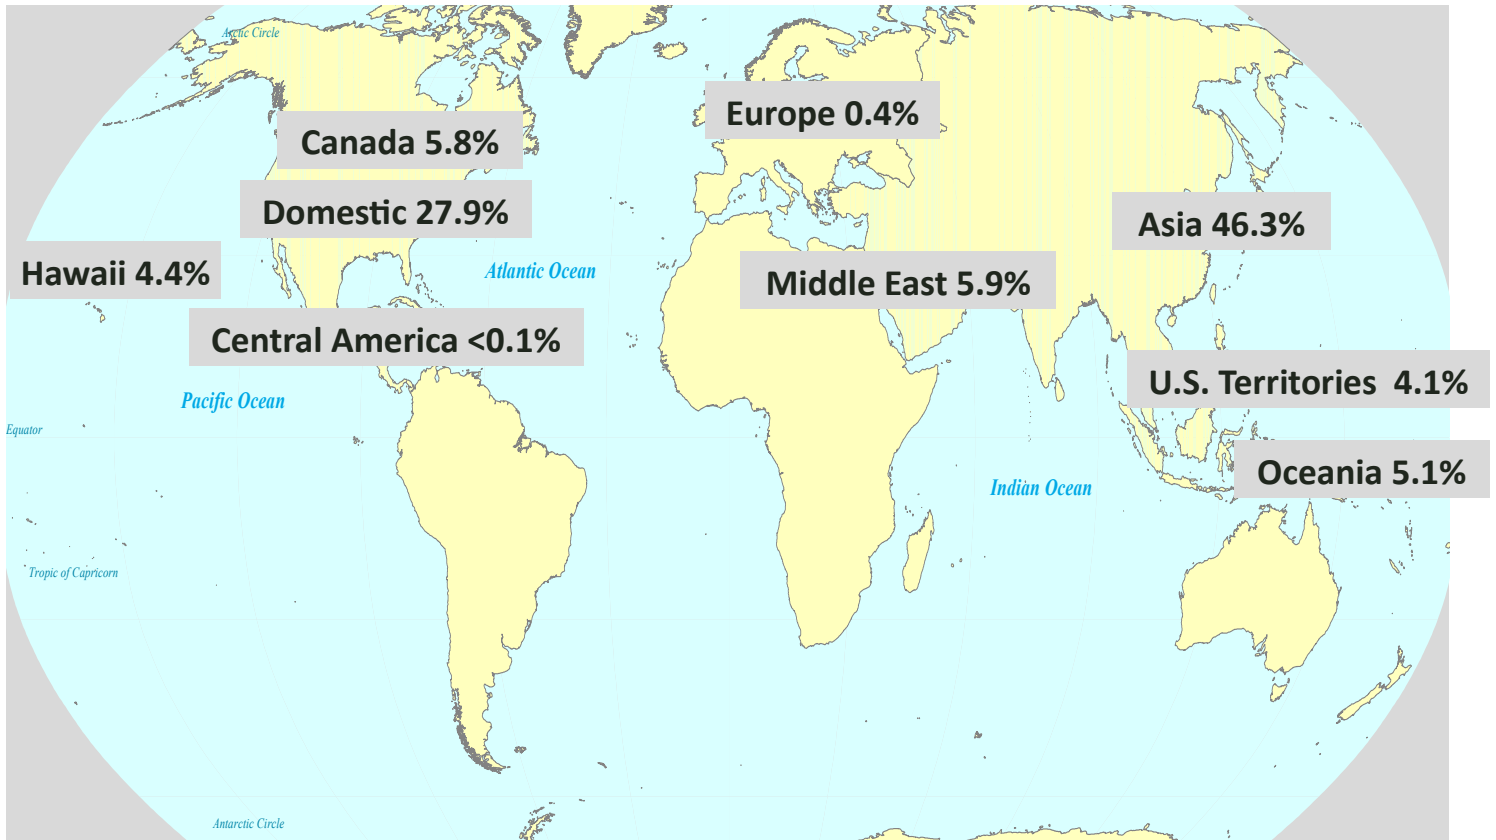 Arctic Circle
Europe 0.4%
Canada 5.8%
Domestic 27.9%
Asia 46.3%
Hawaii 4.4%
Atlantic Ocean
Middle East 5.9%
Central America <0.1%
U.S. Territories  4.1%
Pacific Ocean
Equator
Oceania 5.1%
Indian Ocean
Tropic of Capricorn
Antarctic Circle